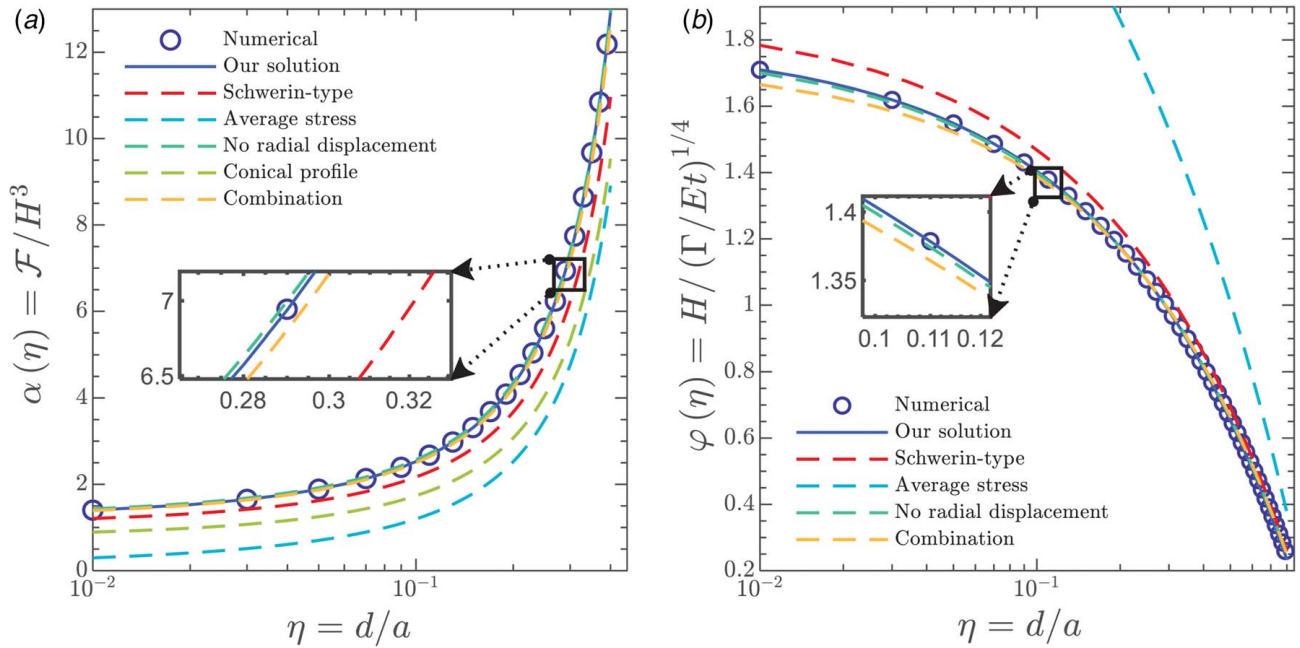 (a)
α (η) = ℱ/H³
12
10
8
6
4
2
0
Numerical
Our solution
Schwerin-type
Average stress
No radial displacement
Conical profile
Combination
7
6.5
0.28
0.3
0.32
10⁻²
10⁻¹
η = d/a
(b)
φ (η) = H/ (Γ/Et)^{1/4}
1.8
1.6
1.4
1.2
1
0.8
0.6
0.4
0.2
1.4
1.35
0.1
0.11
0.12
Numerical
Our solution
Schwerin-type
Average stress
No radial displacement
Combination
10⁻²
10⁻¹
η = d/a